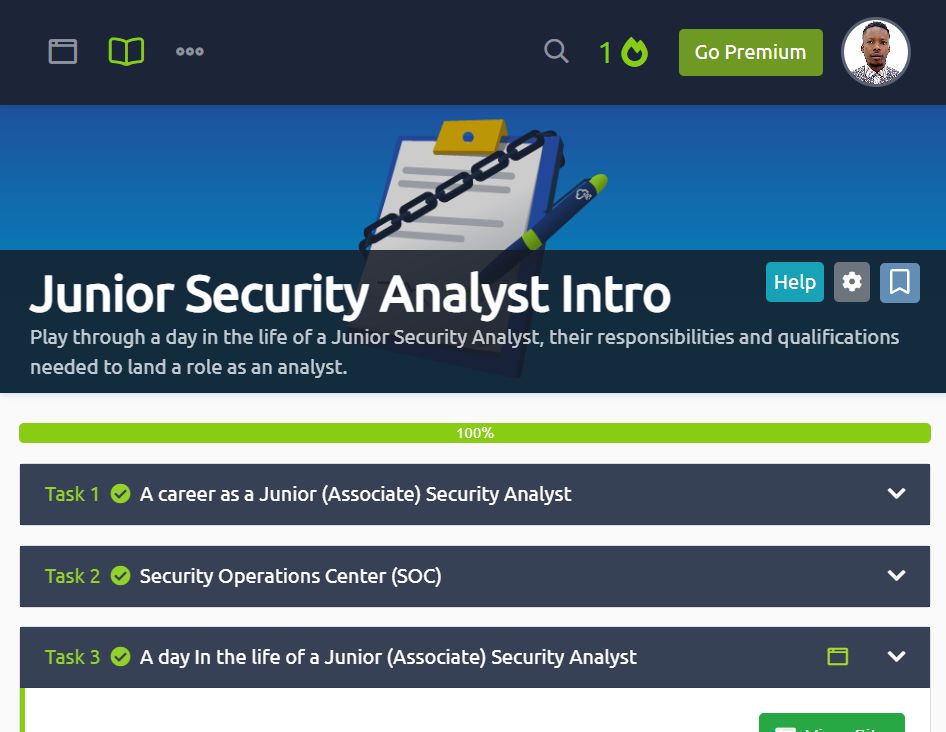 1
Go Premium
Junior Security Analyst Intro
Help
Play through a day in the life of a Junior Security Analyst, their responsibilities and qualifications
needed to land a role as an analyst.
100%
Task 1 A career as a Junior (Associate) Security Analyst
Task 2 Security Operations Center (SOC)
Task 3 A day In the life of a Junior (Associate) Security Analyst